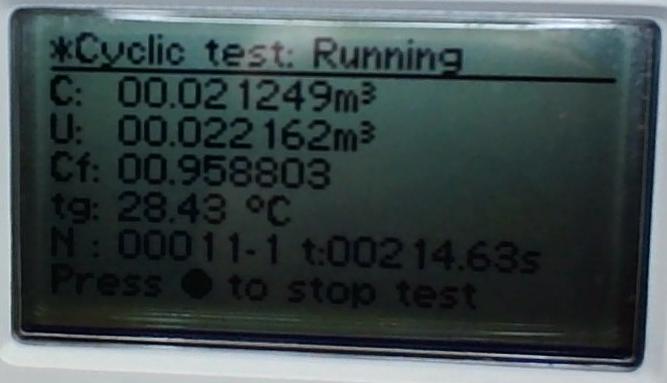 *Cyclic test: Running
C: 00.021249m³
U: 00.022162m³
Cf: 00.958803
tg: 28.43 °C
N : 00011-1 t:00214.63s
Press ● to stop test